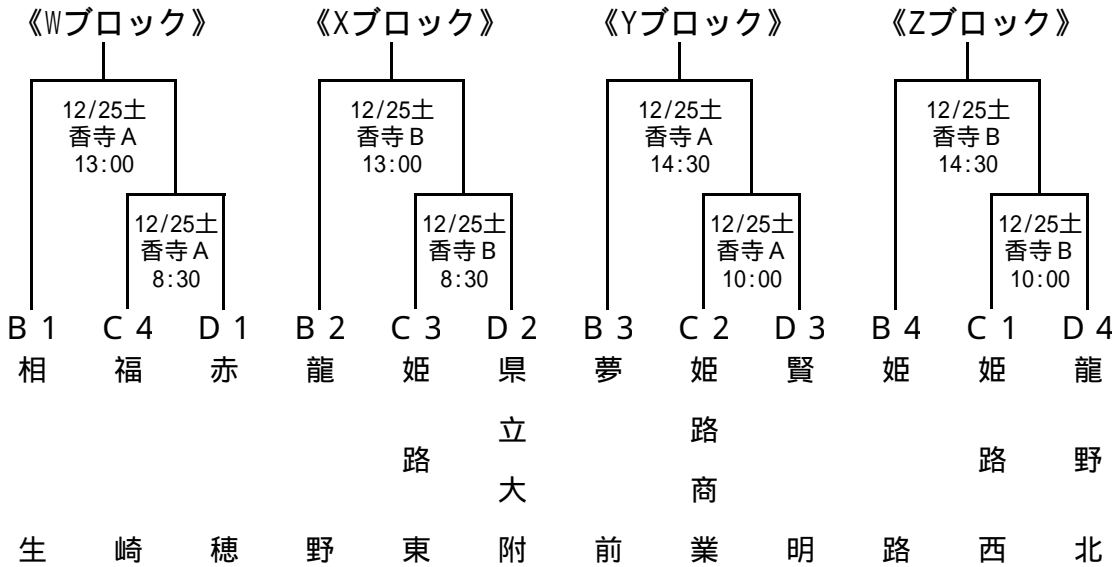 《Wブロック》
《Xブロック》
《Yブロック》
《Zブロック》
12/25土
香寺A
13:00
12/25土
香寺B
13:00
12/25土
香寺A
14:30
12/25土
香寺B
14:30
12/25土
香寺A
8:30
12/25土
香寺B
8:30
12/25土
香寺A
10:00
12/25土
香寺B
10:00
B1
C4
D1
B2
C3
D2
B3
C2
D3
B4
C1
D4
相生
福崎
赤穂
龍野
姫路東
県立大附
夢前
姫路商業
賢明
姫路
姫路西
龍野北